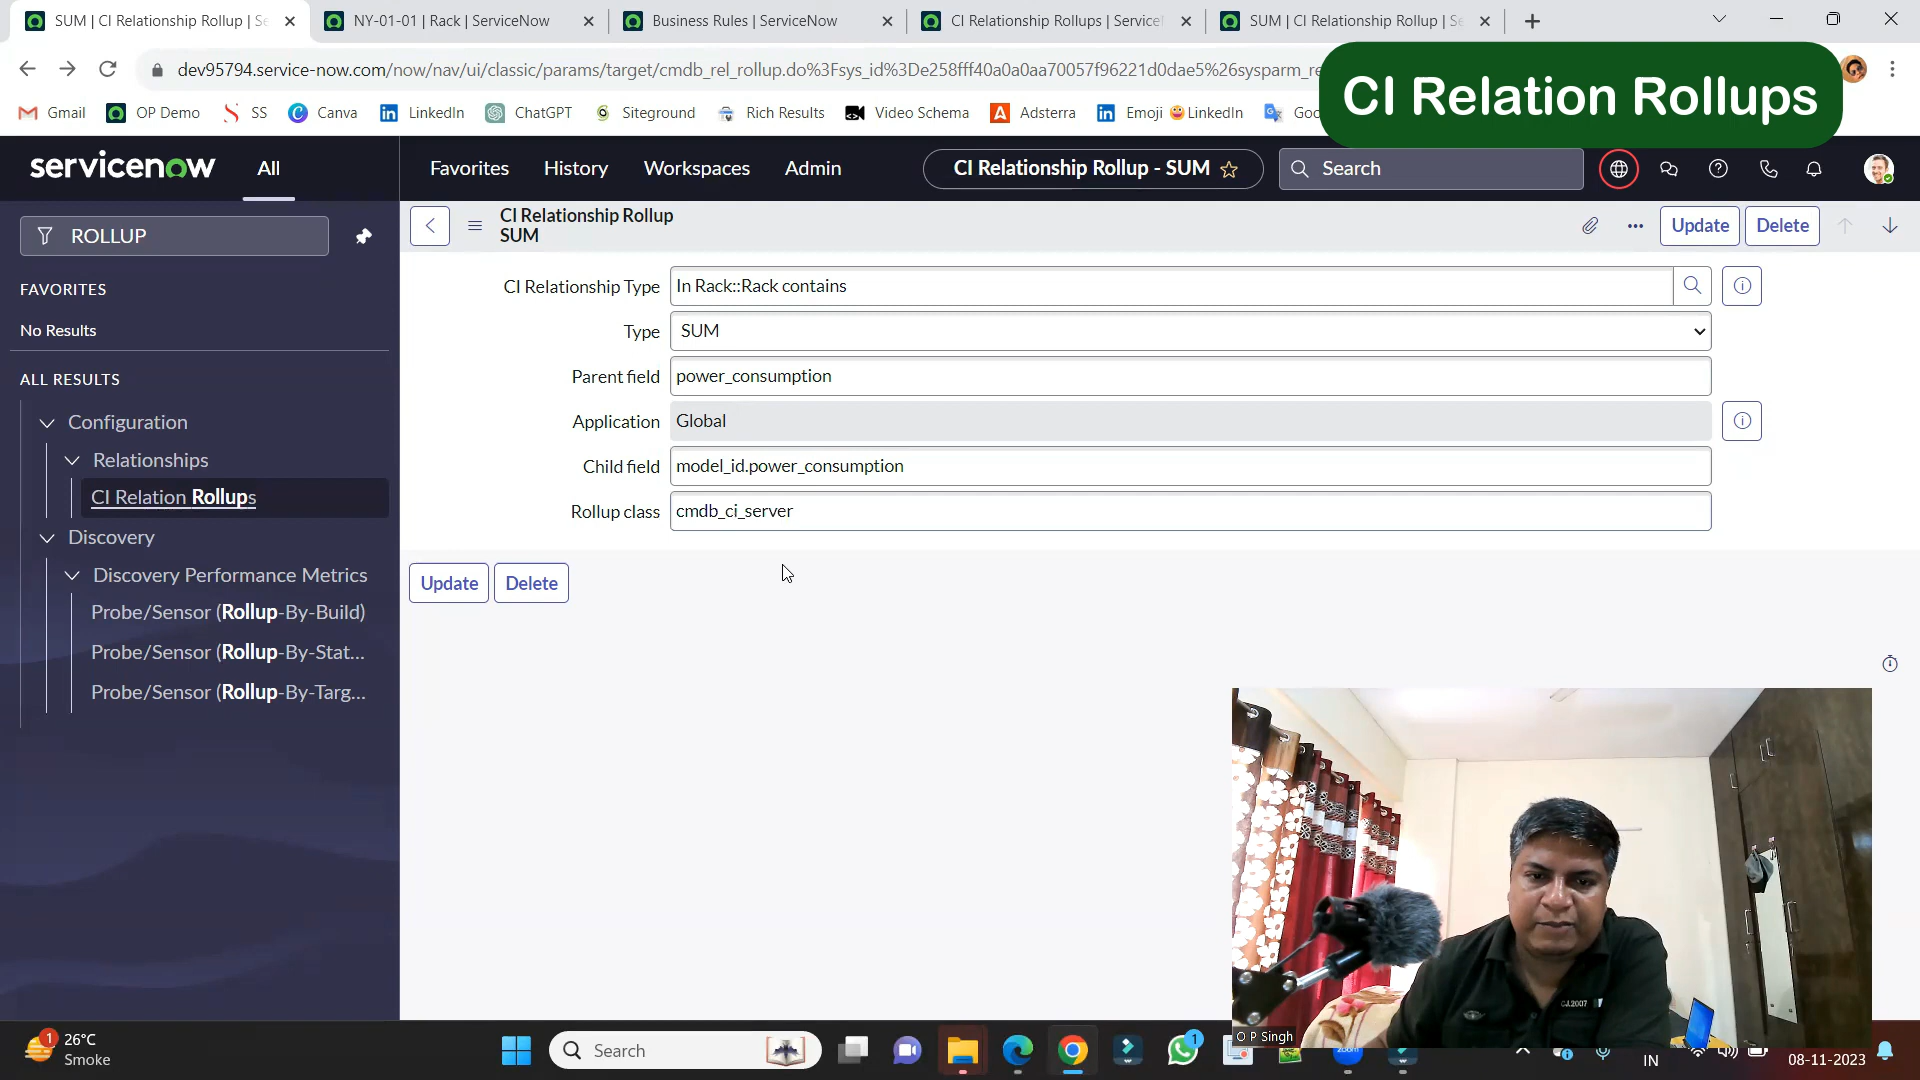 SUM | CI Relationship Rollup | Se
NY-01-01 | Rack | ServiceNow
Business Rules | ServiceNow
CI Relationship Rollups | Service
SUM | CI Relationship Rollup | Se
dev95794.service-now.com/now/nav/ui/classic/params/target/cmdb_rel_rollup.do%3Fsys_id%3De258fff40a0a0aa70057f96221d0dae5%26sysparm_re
CI Relation Rollups
Gmail
OP Demo
SS
Canva
LinkedIn
ChatGPT
Siteground
Rich Results
Video Schema
Adsterra
Emoji 😀LinkedIn
Goo
servicenow
All
Favorites
History
Workspaces
Admin
CI Relationship Rollup - SUM
Search
ROLLUP
FAVORITES
No Results
ALL RESULTS
Configuration
Relationships
CI Relation Rollups
Discovery
Discovery Performance Metrics
Probe/Sensor (Rollup-By-Build)
Probe/Sensor (Rollup-By-Stat...
Probe/Sensor (Rollup-By-Targ...
CI Relationship Rollup
SUM
Update
Delete
CI Relationship Type
In Rack::Rack contains
Type
SUM
Parent field
power_consumption
Application
Global
Child field
model_id.power_consumption
Rollup class
cmdb_ci_server
Update
Delete
CJ.2007
O P Singh
1
26°C
Smoke
Search
1
zoom
IN
08-11-2023